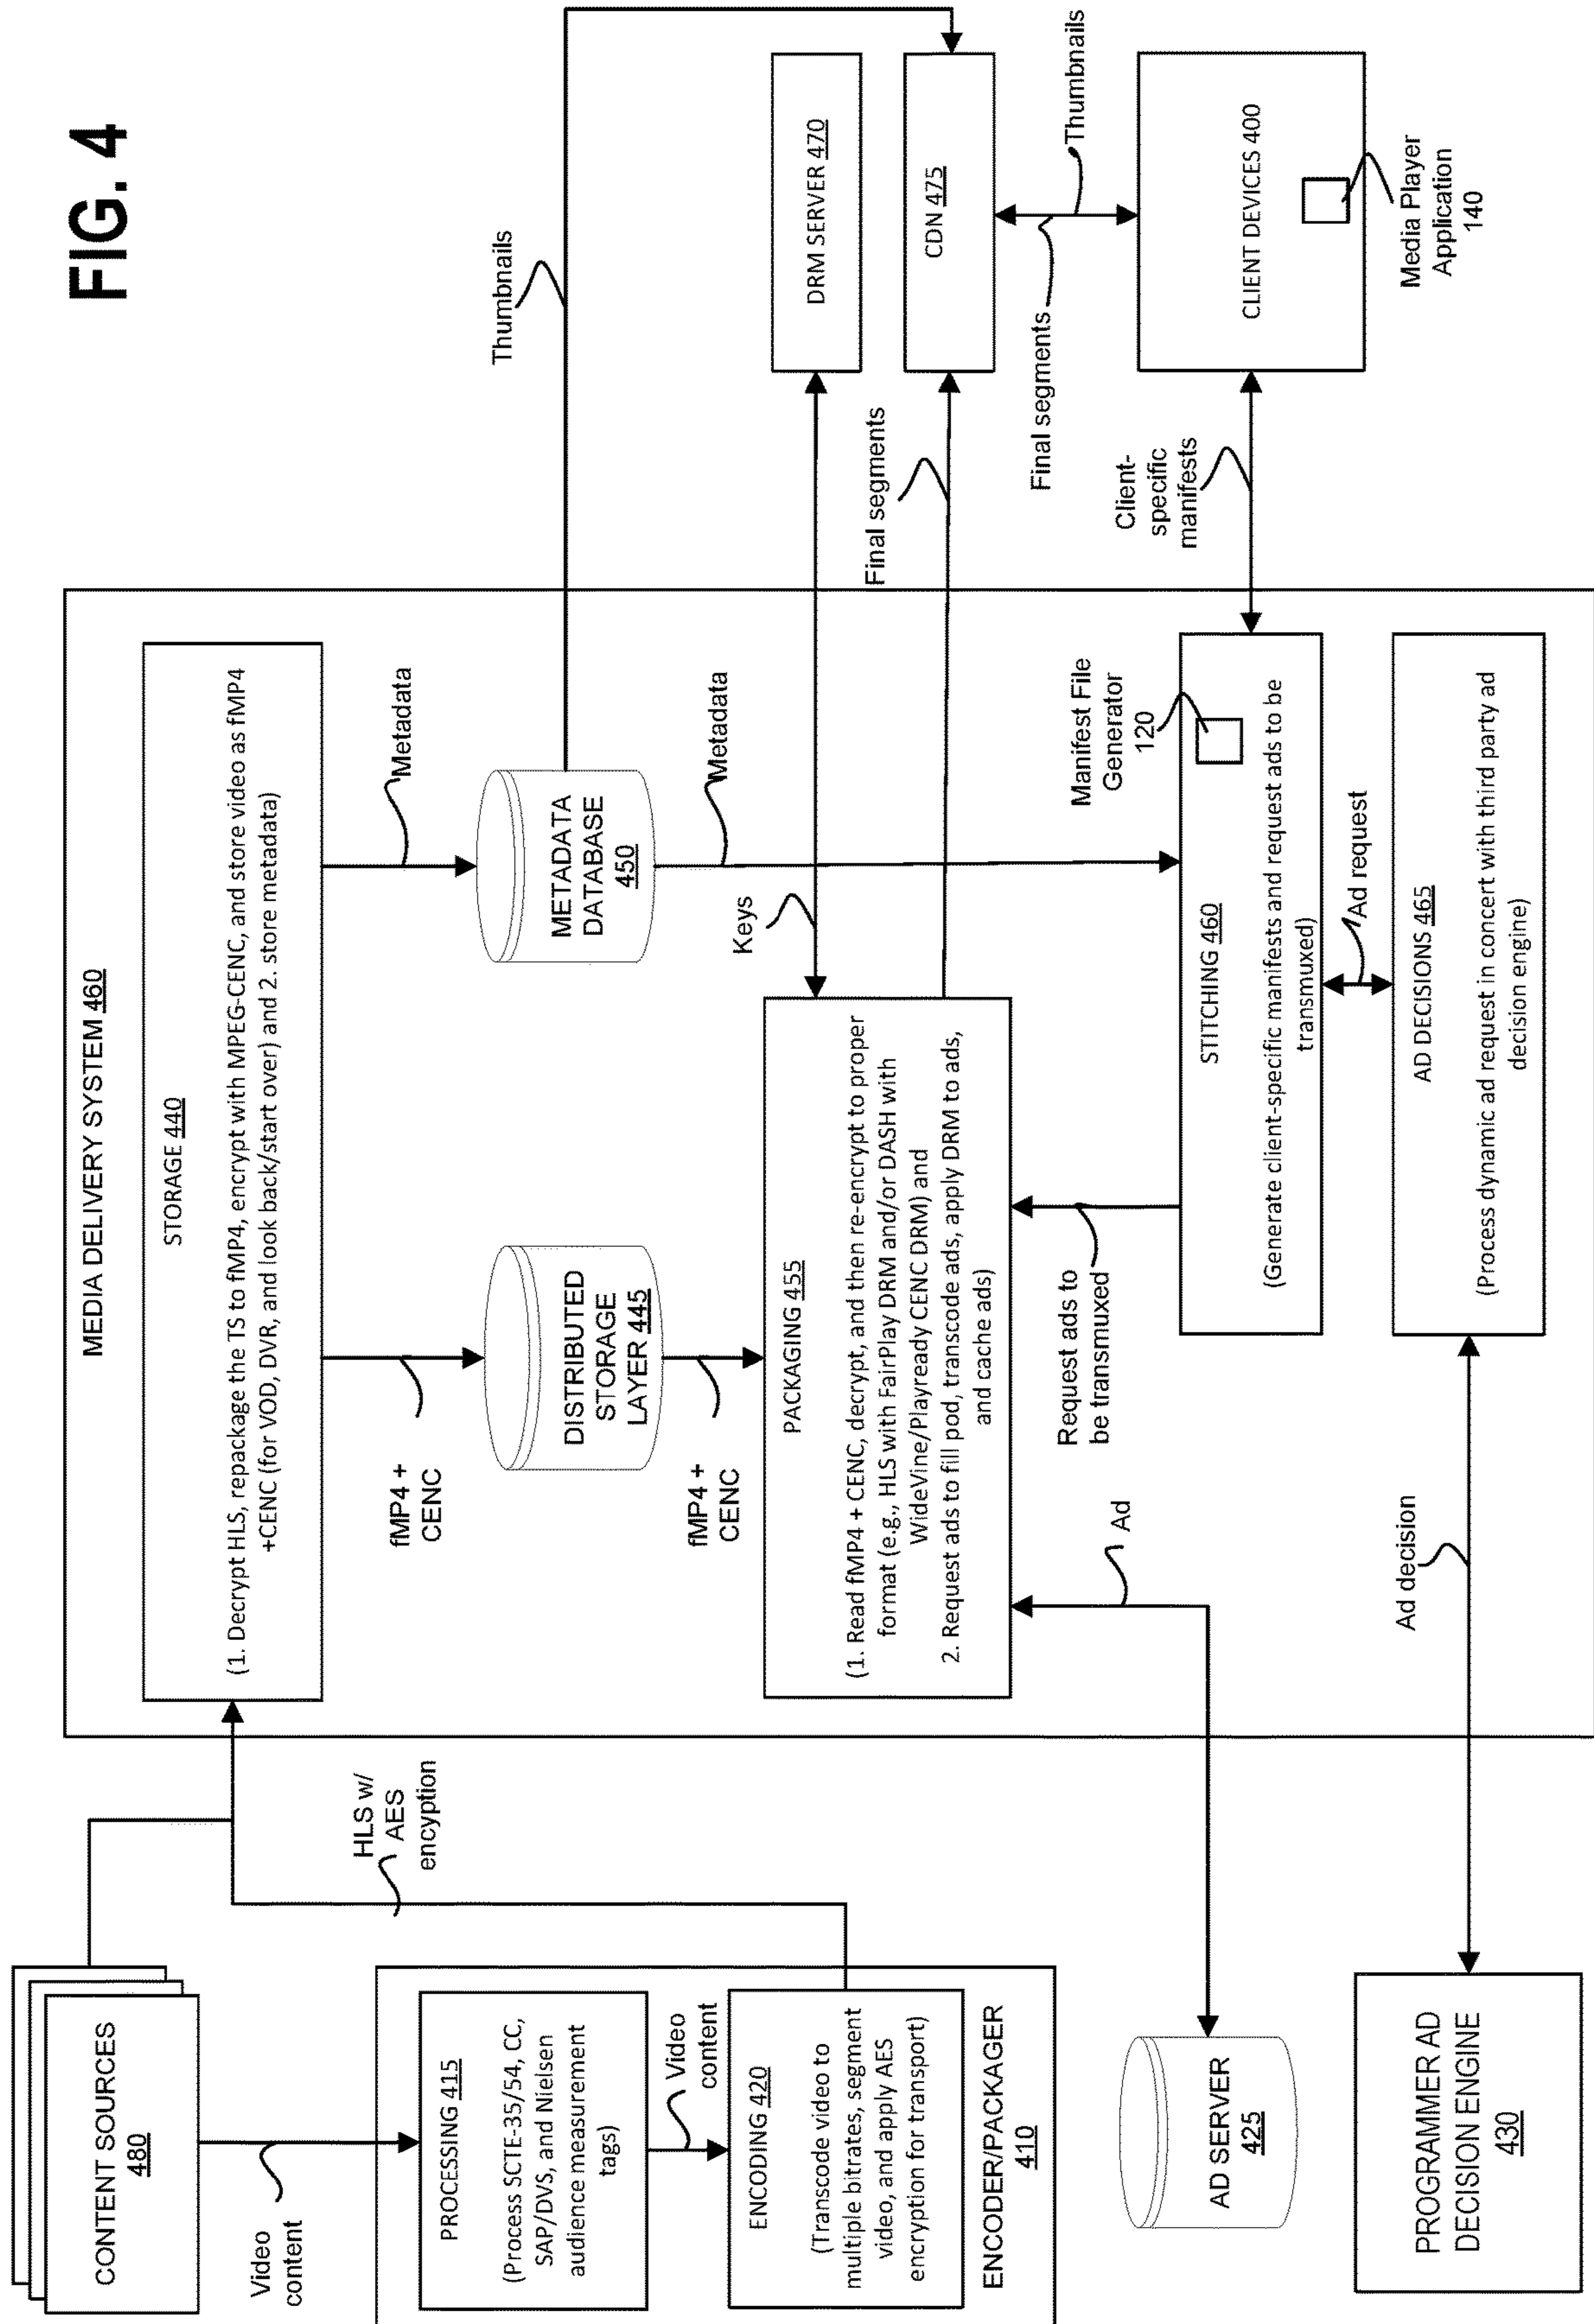 FIG. 4
CONTENT SOURCES
480
Video
content
PROCESSING 415
(Process SCTE-35/54, CC,
SAP/DVS, and Nielsen
audience measurement
tags)
Video
content
ENCODING 420
(Transcode video to
multiple bitrates, segment
video, and apply AES
encryption for transport)
ENCODER/PACKAGER
410
HLS w/
AES
encyption
AD SERVER
425
PROGRAMMER AD
DECISION ENGINE
430
MEDIA DELIVERY SYSTEM 460
STORAGE 440
(1. Decrypt HLS, repackage the TS to fMP4, encrypt with MPEG-CENC, and store video as fMP4
+CENC (for VOD, DVR, and look back/start over) and 2. store metadata)
fMP4 +
CENC
Metadata
DISTRIBUTED
STORAGE
LAYER 445
METADATA
DATABASE
450
fMP4 +
CENC
Metadata
Keys
PACKAGING 455
(1. Read fMP4 + CENC, decrypt, and then re-encrypt to proper
format (e.g., HLS with FairPlay DRM and/or DASH with
WideVine/Playready CENC DRM) and
2. Request ads to fill pod, transcode ads, apply DRM to ads,
and cache ads)
Ad
Request ads to
be transmuxed
Manifest File
Generator
120
STITCHING 460
(Generate client-specific manifests and request ads to be
transmuxed)
Ad request
AD DECISIONS 465
(Process dynamic ad request in concert with third party ad
decision engine)
Ad decision
Thumbnails
DRM SERVER 470
Final segments
CDN 475
Final segments
Thumbnails
Client-
specific
manifests
CLIENT DEVICES 400
Media Player
Application
140